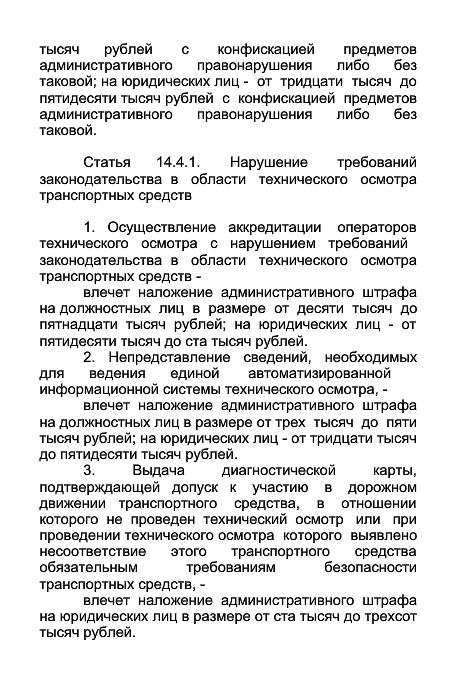 тысяч рублей с конфискацией предметов
административного правонарушения либо без
таковой; на юридических лиц - от тридцати тысяч до
пятидесяти тысяч рублей с конфискацией предметов
административного правонарушения либо без
таковой.
Статья 14.4.1. Нарушение требований
законодательства в области технического осмотра
транспортных средств
1. Осуществление аккредитации операторов
технического осмотра с нарушением требований
законодательства в области технического осмотра
транспортных средств -
влечет наложение административного штрафа
на должностных лиц в размере от десяти тысяч до
пятнадцати тысяч рублей; на юридических лиц - от
пятидесяти тысяч до ста тысяч рублей.
2. Непредставление сведений, необходимых
для ведения единой автоматизированной
информационной системы технического осмотра, -
влечет наложение административного штрафа
на должностных лиц в размере от трех тысяч до пяти
тысяч рублей; на юридических лиц - от тридцати тысяч
до пятидесяти тысяч рублей.
3. Выдача диагностической карты,
подтверждающей допуск к участию в дорожном
движении транспортного средства, в отношении
которого не проведен технический осмотр или при
проведении технического осмотра которого выявлено
несоответствие этого транспортного средства
обязательным требованиям безопасности
транспортных средств, -
влечет наложение административного штрафа
на юридических лиц в размере от ста тысяч до трехсот
тысяч рублей.